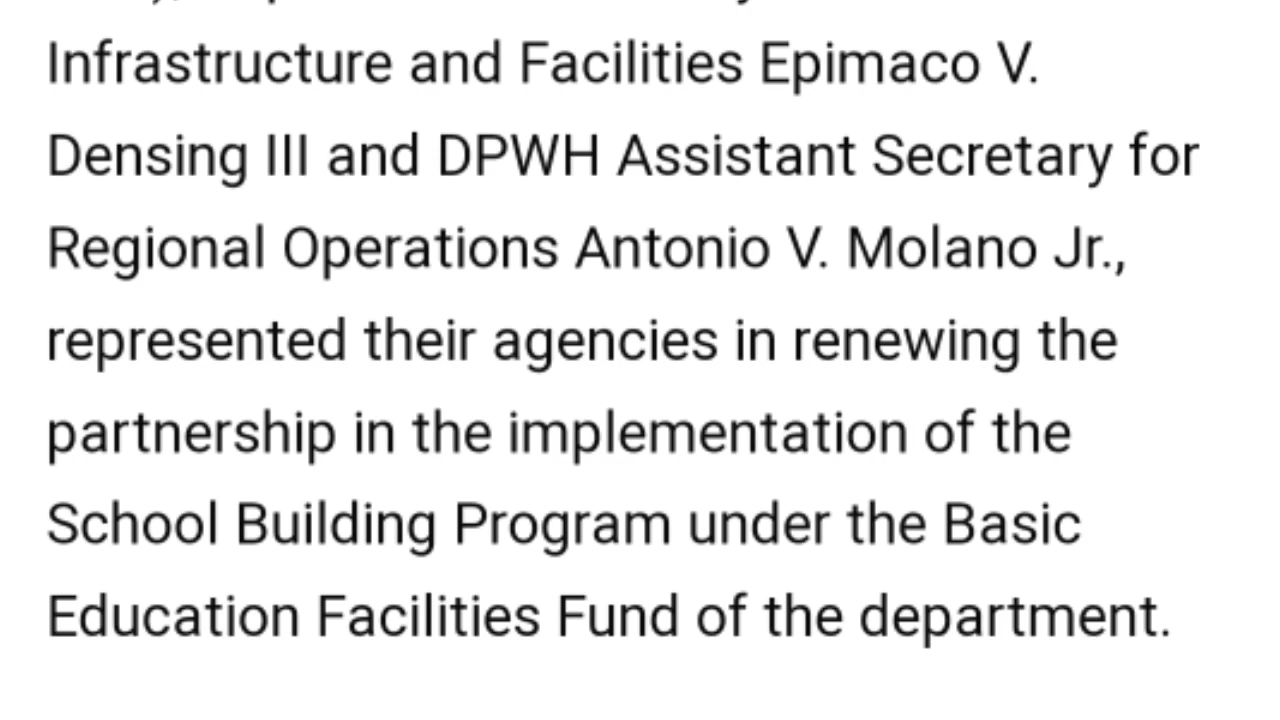 Infrastructure and Facilities Epimaco V.
Densing III and DPWH Assistant Secretary for
Regional Operations Antonio V. Molano Jr.,
represented their agencies in renewing the
partnership in the implementation of the
School Building Program under the Basic
Education Facilities Fund of the department.